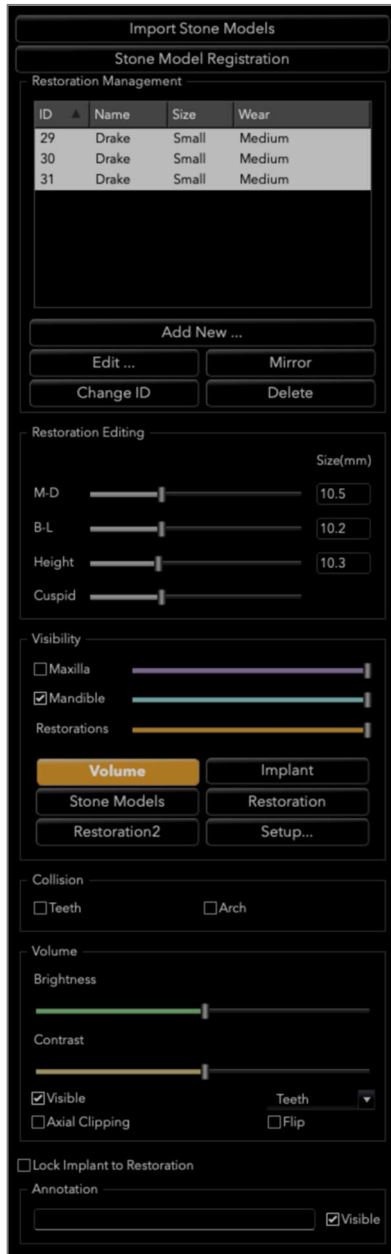 Import Stone Models
Stone Model Registration
Restoration Management
ID Name Size Wear
29 Drake Small Medium
30 Drake Small Medium
31 Drake Small Medium
Add New ...
Edit ... Mirror
Change ID Delete
Restoration Editing
Size(mm)
M-D 10.5
B-L 10.2
Height 10.3
Cuspid
Visibility
Maxilla
Mandible
Restorations
Volume Implant
Stone Models Restoration
Restoration2 Setup...
Collision
Teeth Arch
Volume
Brightness
Contrast
Visible Teeth
Axial Clipping Flip
Lock Implant to Restoration
Annotation
Visible